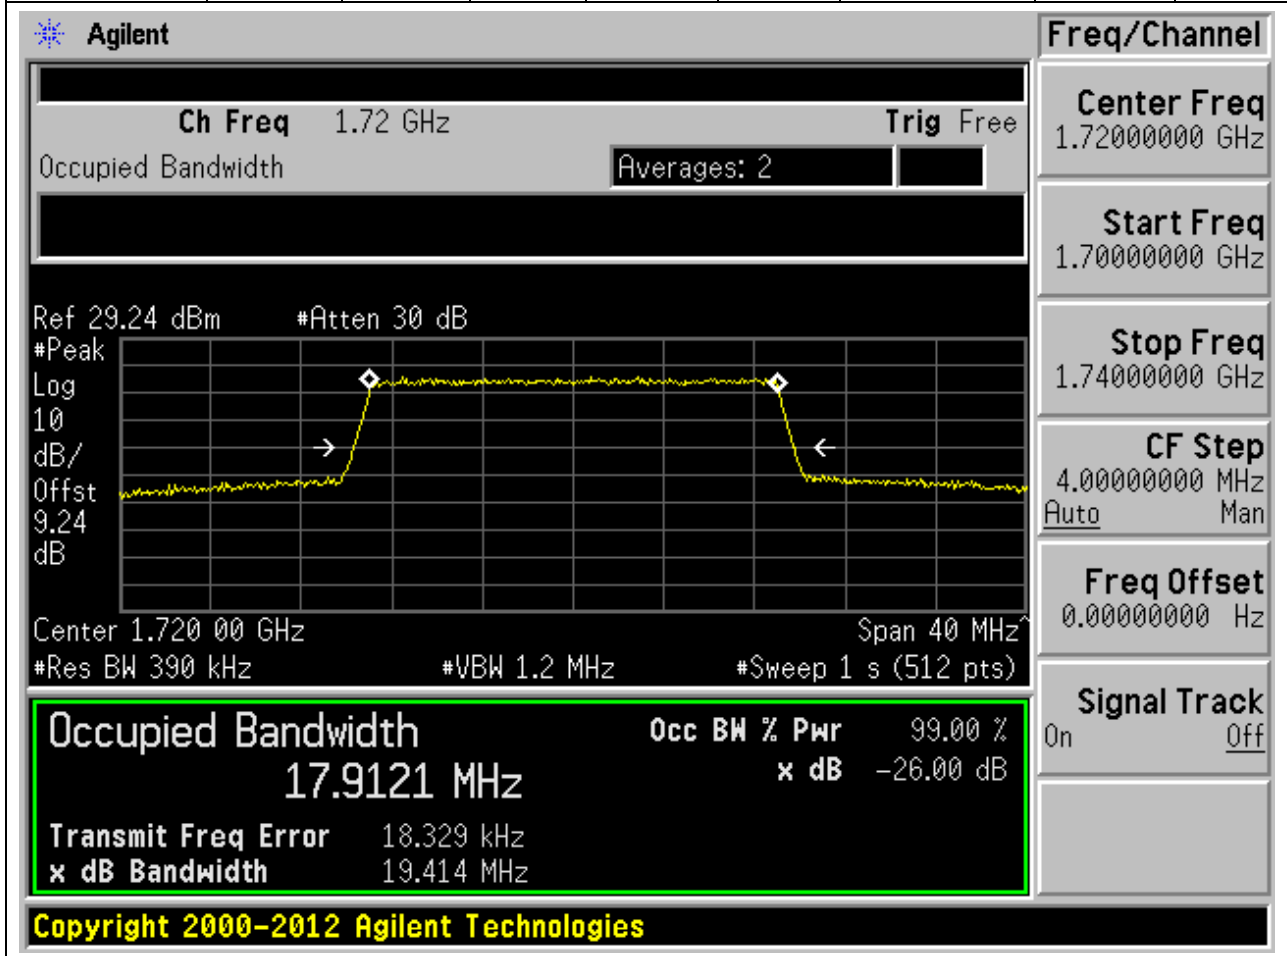 Agilent
Freq/Channel
Ch Freq 1.72 GHz Trig Free
Occupied Bandwidth Averages: 2
Center Freq
1.72000000 GHz
Start Freq
1.70000000 GHz
Stop Freq
1.74000000 GHz
CF Step
4.00000000 MHz
Auto Man
Freq Offset
0.00000000 Hz
Signal Track
On Off
Ref 29.24 dBm #Atten 30 dB
#Peak
Log
10
dB/
Offst
9.24
dB
Center 1.720 00 GHz Span 40 MHz^
#Res BW 390 kHz #VBW 1.2 MHz #Sweep 1 s (512 pts)
Occupied Bandwidth Occ BW % Pwr 99.00 %
17.9121 MHz x dB -26.00 dB
Transmit Freq Error 18.329 kHz
x dB Bandwidth 19.414 MHz
Copyright 2000-2012 Agilent Technologies